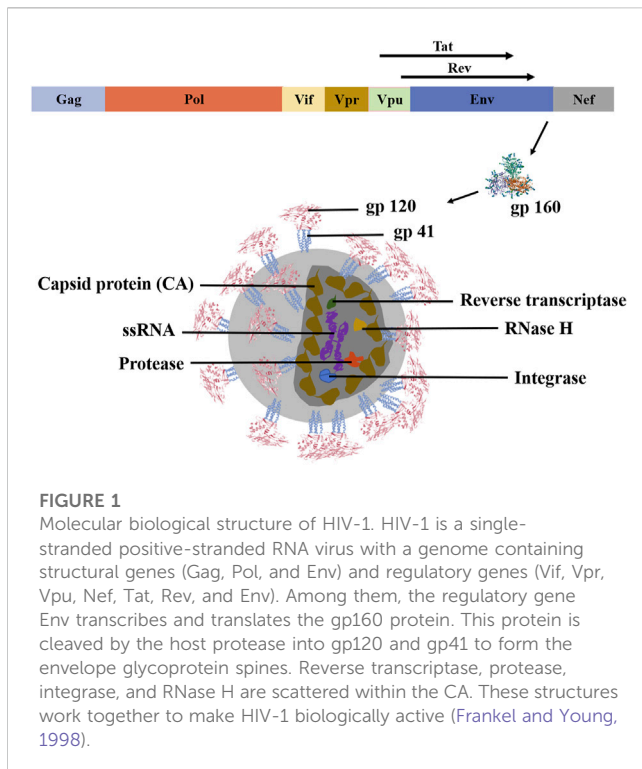 Tat
Rev
Gag Pol Vif Vpr Vpu Env Nef
gp 120
gp 160
gp 41
Capsid protein (CA)
Reverse transcriptase
ssRNA
RNase H
Protease
Integrase
FIGURE 1
Molecular biological structure of HIV-1. HIV-1 is a single-
stranded positive-stranded RNA virus with a genome containing
structural genes (Gag, Pol, and Env) and regulatory genes (Vif, Vpr,
Vpu, Nef, Tat, Rev, and Env). Among them, the regulatory gene
Env transcribes and translates the gp160 protein. This protein is
cleaved by the host protease into gp120 and gp41 to form the
envelope glycoprotein spines. Reverse transcriptase, protease,
integrase, and RNase H are scattered within the CA. These structures
work together to make HIV-1 biologically active (Frankel and Young,
1998).